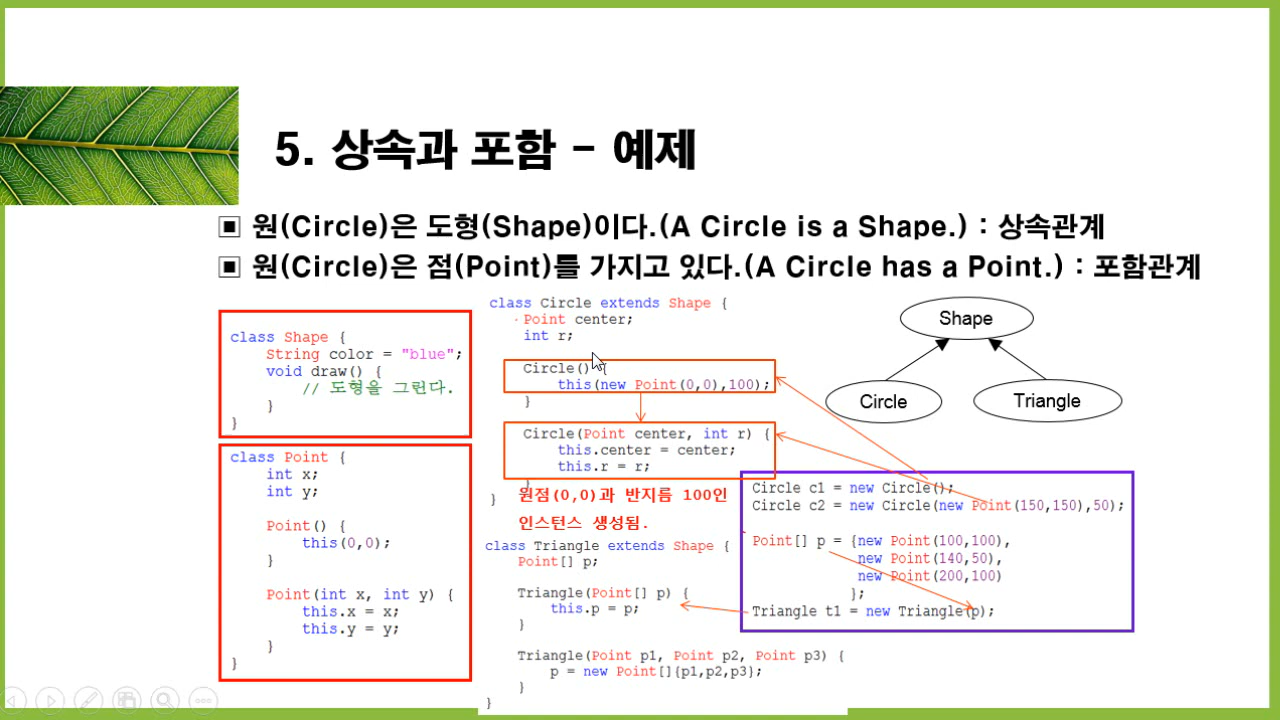 5. 상속과 포함 - 예제
▣ 원(Circle)은 도형(Shape)이다.(A Circle is a Shape.) : 상속관계
▣ 원(Circle)은 점(Point)를 가지고 있다.(A Circle has a Point.) : 포함관계
class Shape {
String color = "blue";
void draw() {
// 도형을 그린다.
}
}
class Point {
int x;
int y;
Point() {
this(0,0);
}
Point(int x, int y) {
this.x = x;
this.y = y;
}
}
class Circle extends Shape {
Point center;
int r;
Circle() {
this(new Point(0,0),100);
}
Circle(Point center, int r) {
this.center = center;
this.r = r;
}
}
원점(0,0)과 반지름 100인
인스턴스 생성됨.
class Triangle extends Shape {
Point[] p;
Triangle(Point[] p) {
this.p = p;
}
Triangle(Point p1, Point p2, Point p3) {
p = new Point[]{p1,p2,p3};
}
}
Shape
Circle
Triangle
Circle c1 = new Circle();
Circle c2 = new Circle(new Point(150,150),50);
Point[] p = {new Point(100,100),
new Point(140,50),
new Point(200,100)
};
Triangle t1 = new Triangle(p);